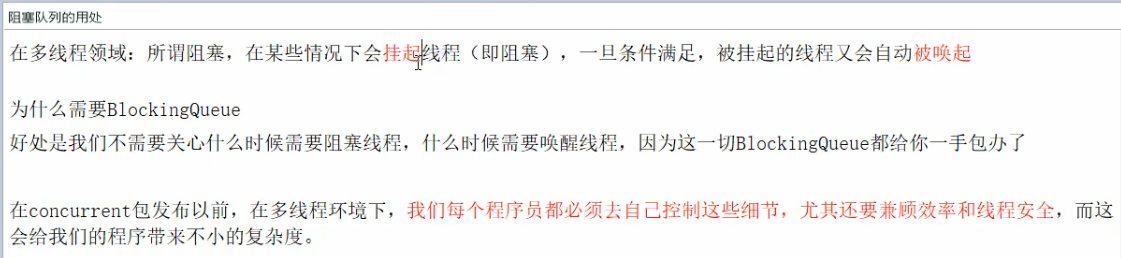 阻塞队列的用处
在多线程领域：所谓阻塞，在某些情况下会挂起线程（即阻塞），一旦条件满足，被挂起的线程又会自动被唤起
为什么需要BlockingQueue
好处是我们不需要关心什么时候需要阻塞线程，什么时候需要唤醒线程，因为这一切BlockingQueue都给你一手包办了
在concurrent包发布以前，在多线程环境下，我们每个程序员都必须去自己控制这些细节，尤其还要兼顾效率和线程安全，而这
会给我们的程序带来不小的复杂度。